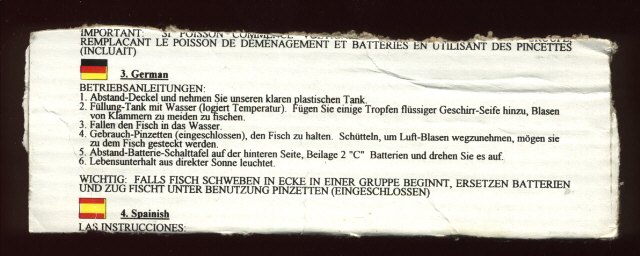 IMPORTANT: SI POISSON COMMENCE GROUPE,
REMPLAÇANT LE POISSON DE DÉMÉNAGEMENT ET BATTERIES EN UTILISANT DES PINCETTES
(INCLUAIT)
3. German
BETRIEBSANLEITUNGEN:
1. Abstand-Deckel und nehmen Sie unseren klaren plastischen Tank.
2. Füllung-Tank mit Wasser (logiert Temperatur). Fügen Sie einige Tropfen flüssiger Geschirr-Seife hinzu, Blasen
von Klammern zu meiden zu fischen.
3. Fallen den Fisch in das Wasser.
4. Gebrauch-Pinzetten (eingeschlossen), den Fisch zu halten. Schütteln, um Luft-Blasen wegzunehmen, mögen sie
zu dem Fisch gesteckt werden.
5. Abstand-Batterie-Schalttafel auf der hinteren Seite, Beilage 2 "C" Batterien und drehen Sie es auf.
6. Lebensunterhalt aus direkter Sonne leuchtet.
WICHTIG: FALLS FISCH SCHWEBEN IN ECKE IN EINER GRUPPE BEGINNT, ERSETZEN BATTERIEN
UND ZUG FISCHT UNTER BENUTZUNG PINZETTEN (EINGESCHLOSSEN)
4. Spainish
LAS INSTRUCCIONES: